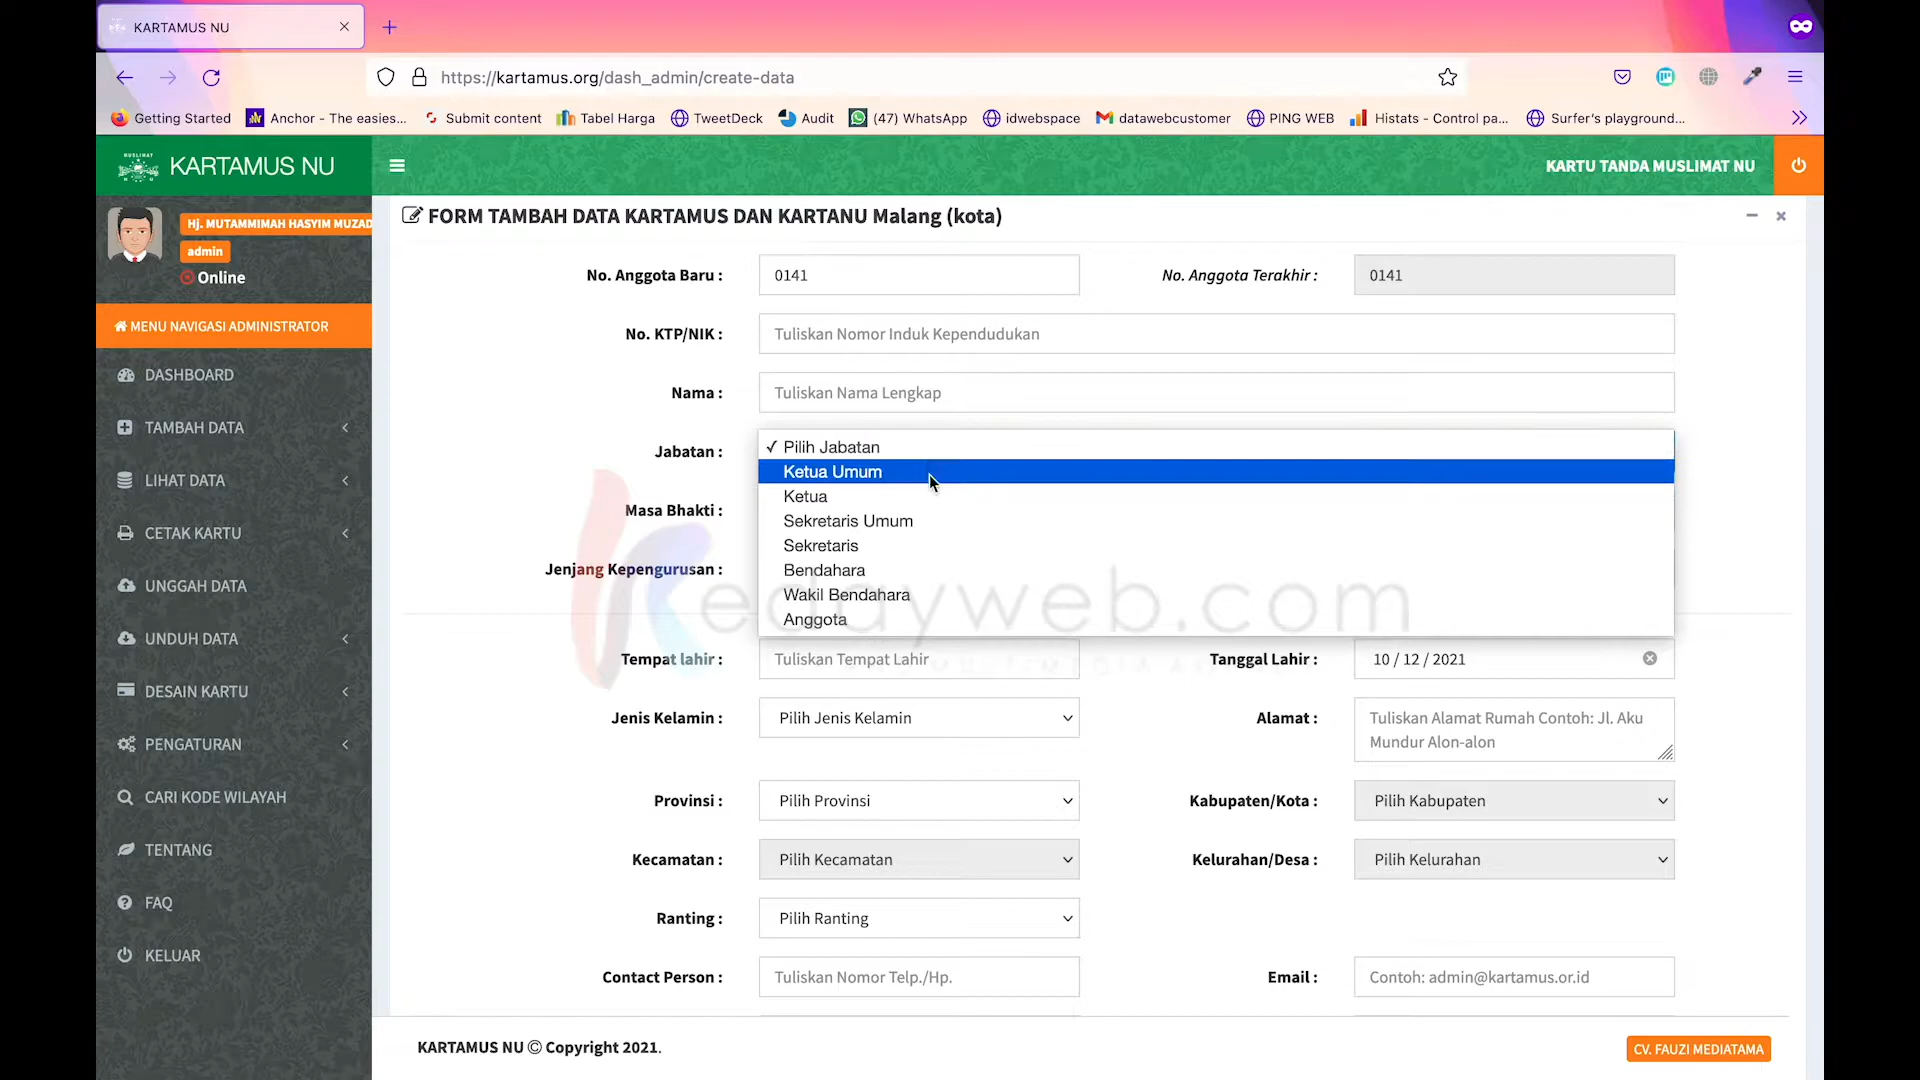 KARTAMUS NU
https://kartamus.org/dash_admin/create-data
Getting Started
Anchor - The easies...
Submit content
Tabel Harga
TweetDeck
Audit
(47) WhatsApp
idwebspace
datawebcustomer
PING WEB
Histats - Control pa...
Surfer's playground...
KARTAMUS NU
KARTU TANDA MUSLIMAT NU
Hj. MUTAMMIMAH HASYIM MUZAD
admin
Online
MENU NAVIGASI ADMINISTRATOR
DASHBOARD
TAMBAH DATA
LIHAT DATA
CETAK KARTU
UNGGAH DATA
UNDUH DATA
DESAIN KARTU
PENGATURAN
CARI KODE WILAYAH
TENTANG
FAQ
KELUAR
FORM TAMBAH DATA KARTAMUS DAN KARTANU Malang (kota)
No. Anggota Baru : 0141 No. Anggota Terakhir : 0141
No. KTP/NIK : Tuliskan Nomor Induk Kependudukan
Nama : Tuliskan Nama Lengkap
Jabatan : ✓ Pilih Jabatan
Ketua Umum
Ketua
Masa Bhakti :
Sekretaris Umum
Sekretaris
Jenjang Kepengurusan :
Bendahara
Wakil Bendahara
Anggota
Kedayweb.com
Tempat lahir : Tuliskan Tempat Lahir Tanggal Lahir : 10 / 12 / 2021
Jenis Kelamin : Pilih Jenis Kelamin Alamat : Tuliskan Alamat Rumah Contoh: Jl. Aku
Mundur Alon-alon
Provinsi : Pilih Provinsi Kabupaten/Kota : Pilih Kabupaten
Kecamatan : Pilih Kecamatan Kelurahan/Desa : Pilih Kelurahan
Ranting : Pilih Ranting
Contact Person : Tuliskan Nomor Telp./Hp. Email : Contoh: admin@kartamus.or.id
KARTAMUS NU © Copyright 2021.
CV. FAUZI MEDIATAMA